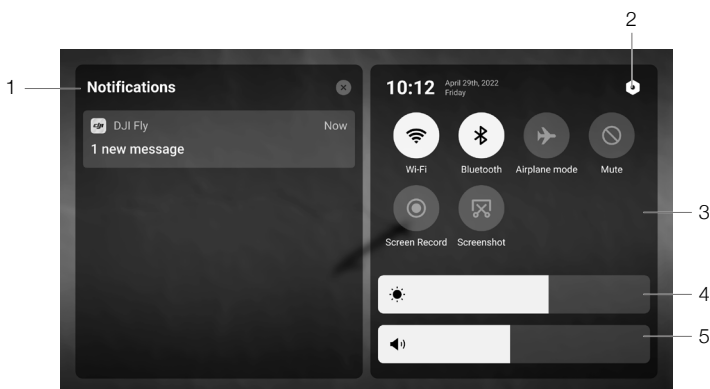 2
1
Notifications
10:12
April 29th, 2022
Friday
dji
DJI Fly
Now
1 new message
Wi-Fi
Bluetooth
Airplane mode
Mute
3
Screen Record
Screenshot
4
5